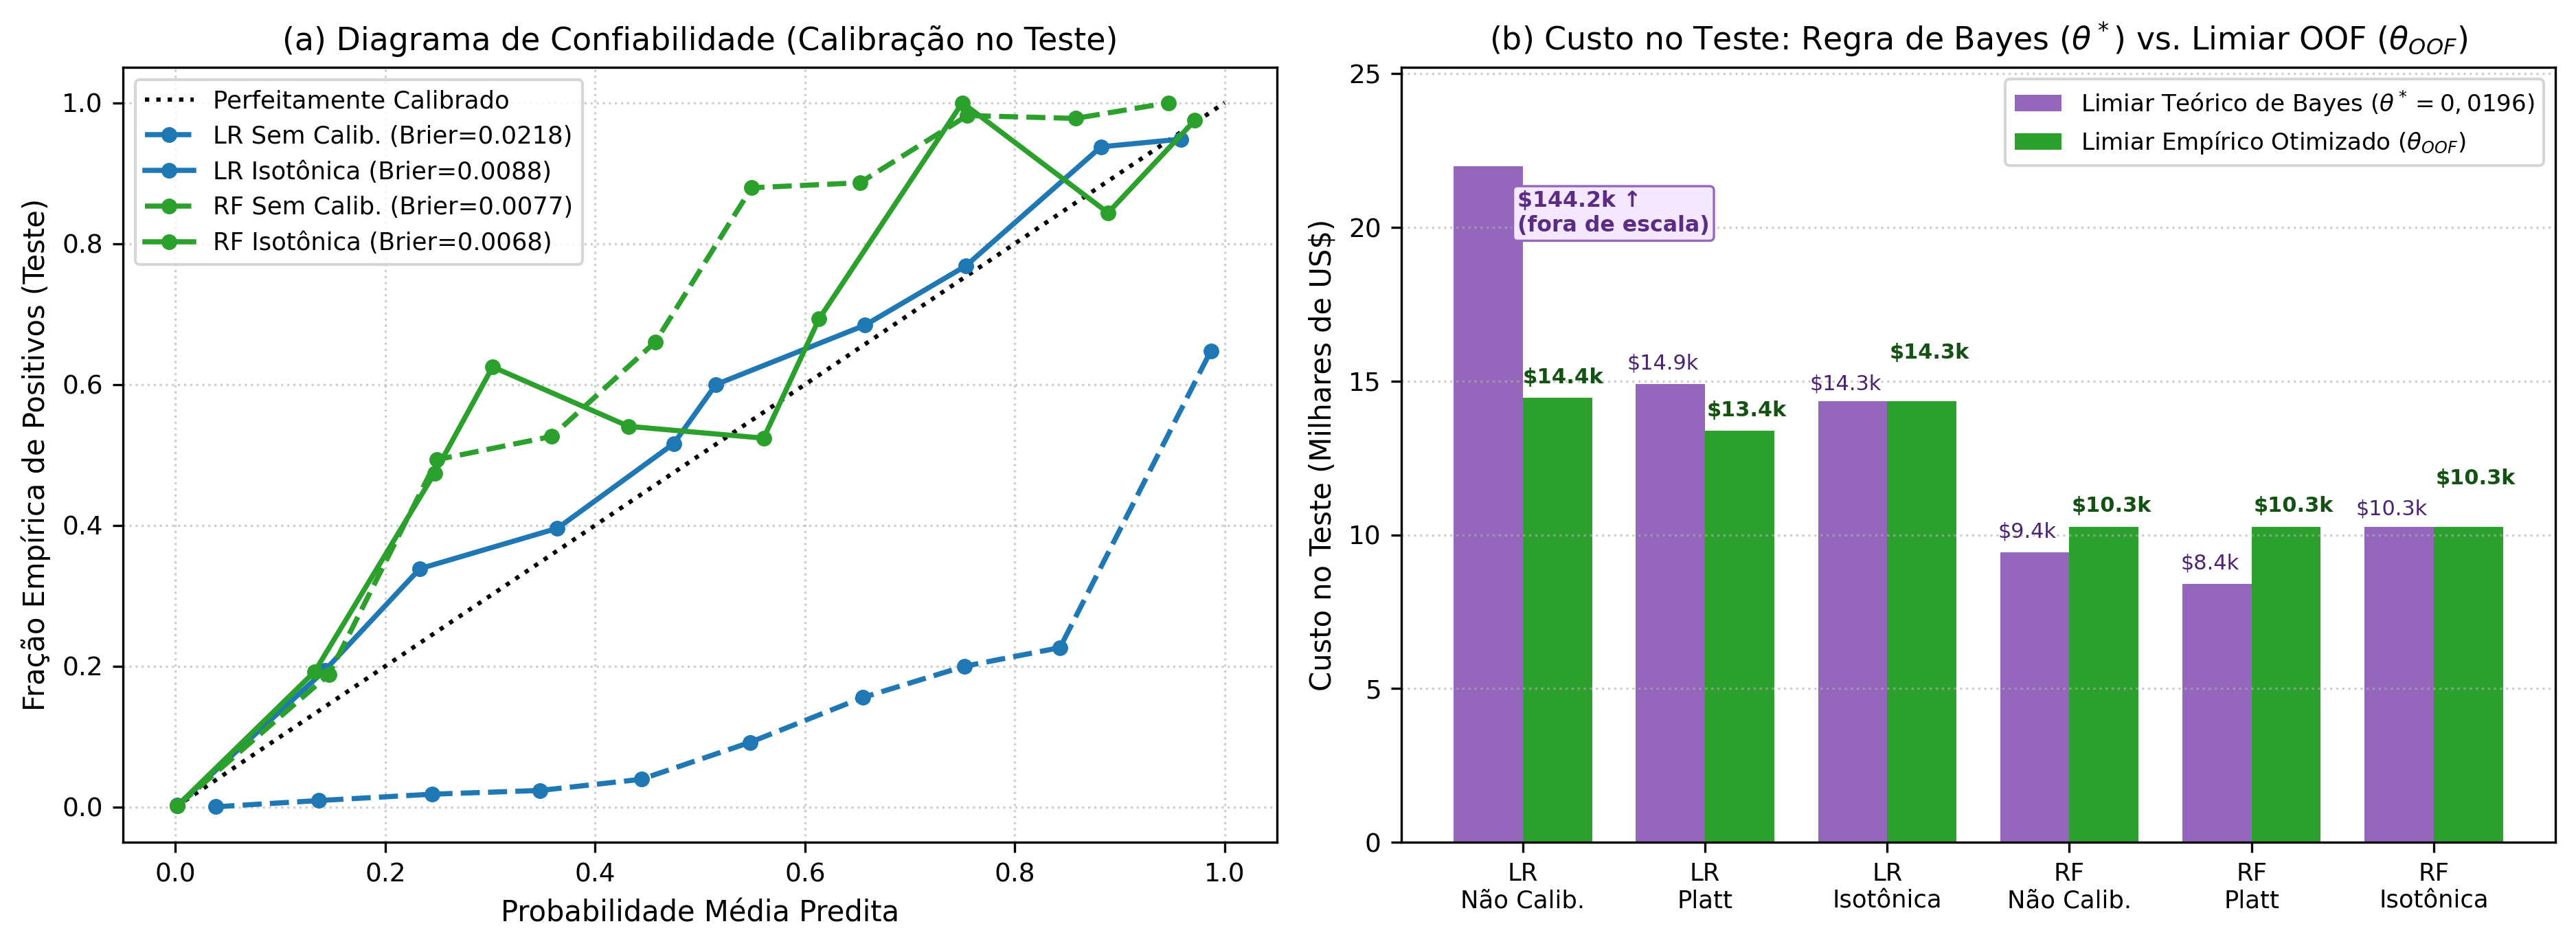 (a) Diagrama de Confiabilidade (Calibração no Teste)
Fração Empírica de Positivos (Teste)
1.0
0.8
0.6
0.4
0.2
0.0
Perfeitamente Calibrado
LR Sem Calib. (Brier=0.0218)
LR Isotônica (Brier=0.0088)
RF Sem Calib. (Brier=0.0077)
RF Isotônica (Brier=0.0068)
0.0 0.2 0.4 0.6 0.8 1.0
Probabilidade Média Predita
(b) Custo no Teste: Regra de Bayes (θ*) vs. Limiar OOF (θ_OOF)
Custo no Teste (Milhares de US$)
25
20
15
10
5
0
Limiar Teórico de Bayes (θ* = 0,0196)
Limiar Empírico Otimizado (θ_OOF)
$144.2k ↑
(fora de escala)
$14.4k
$14.9k
$13.4k
$14.3k
$14.3k
$9.4k
$10.3k
$8.4k
$10.3k
$10.3k
$10.3k
LR
Não Calib.
LR
Platt
LR
Isotônica
RF
Não Calib.
RF
Platt
RF
Isotônica